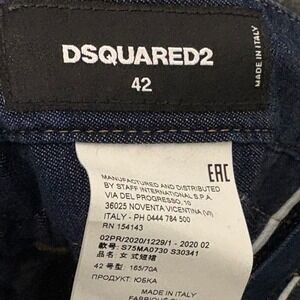 DSQUARED2
42
MADE IN ITALY
EAC
MANUFACTURED AND DISTRIBUTED
BY STAFF INTERNATIONAL S.P.A.
VIA DEL PROGRESSO, 10
36025 NOVENTA VICENTINA (VI)
ITALY - PH 0444 784 500
RN 154143
02PR/2020/1229/1 - 2020 02
款号: S75MA0730 S30341
品名: 女式短裙
42 号型: 165/70A
ПРОДУКТ: ЮБКА
MADE IN ITALY